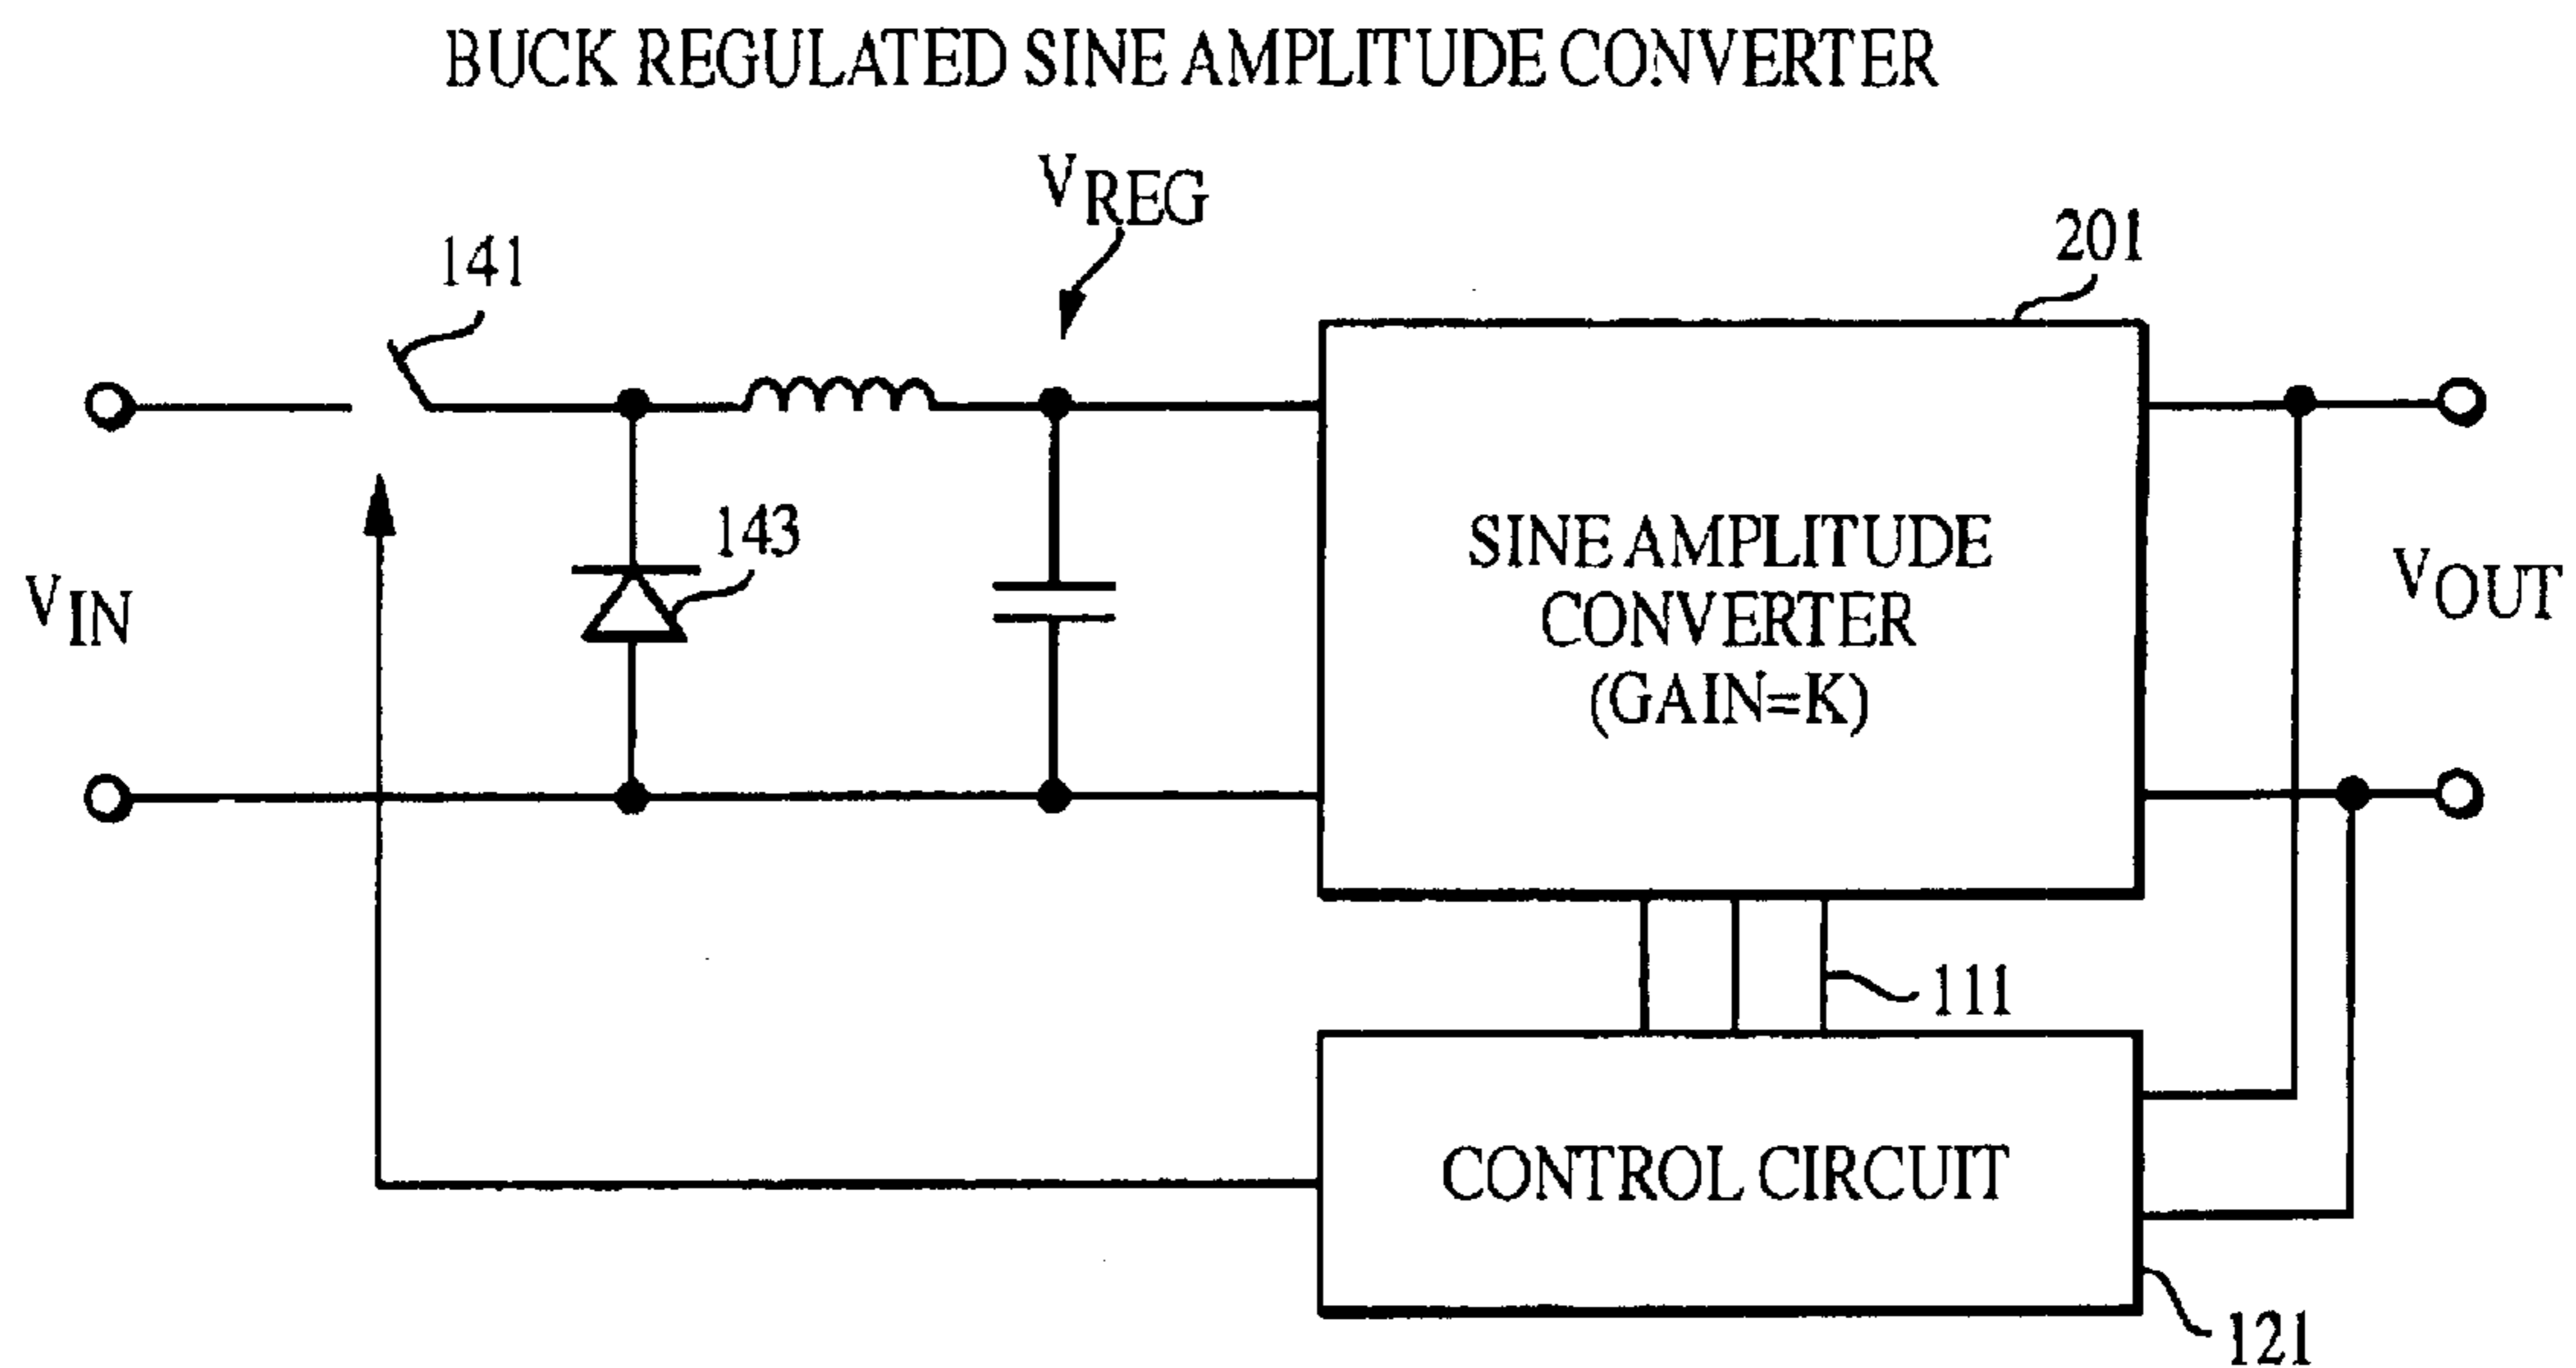 BUCK REGULATED SINE AMPLITUDE CONVERTER
VREG
141
201
143
VIN
SINE AMPLITUDE
CONVERTER
(GAIN=K)
VOUT
111
CONTROL CIRCUIT
121